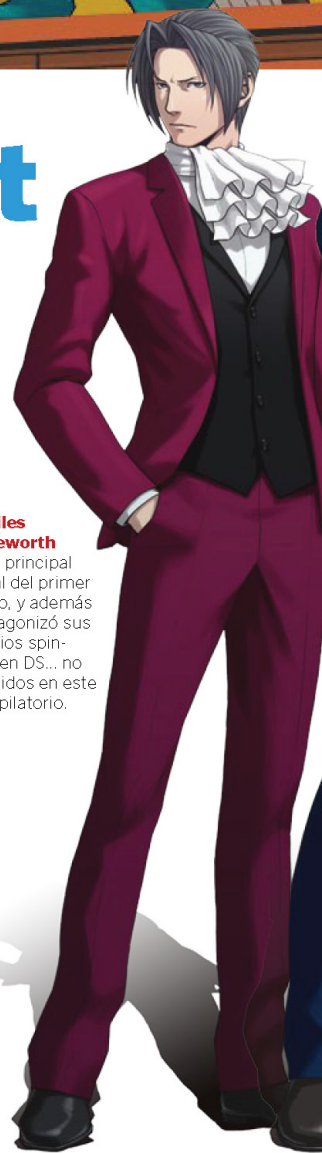 t
iles
eworth
principal
l del primer
o, y además
agonizó sus
ios spin-
en DS... no
idos en este
pilatorio.